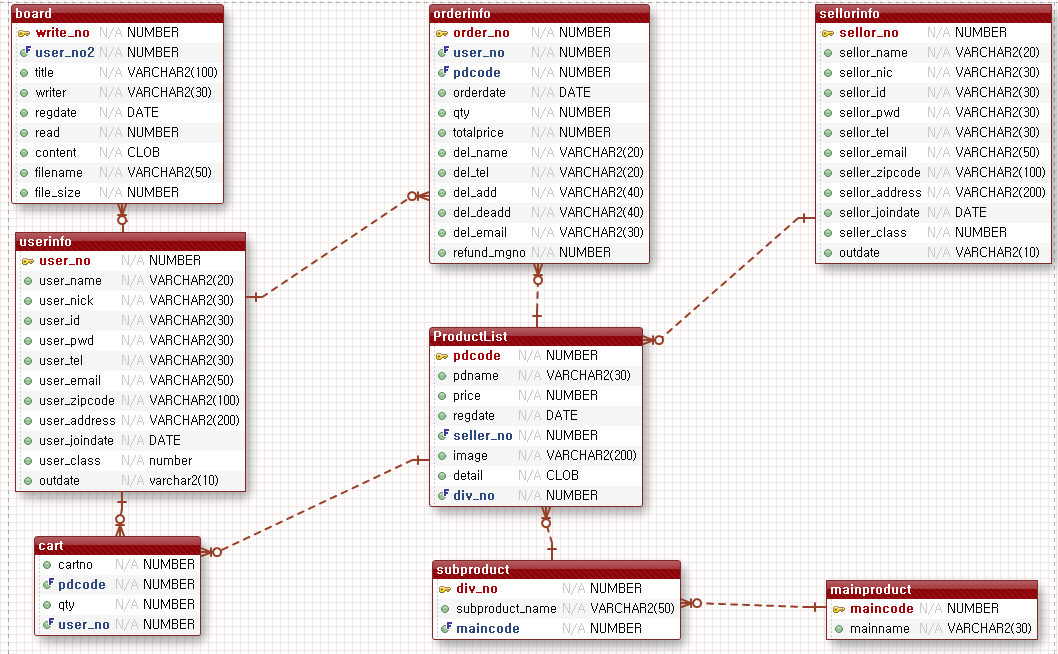 board
write_no N/A NUMBER
user_no2 N/A NUMBER
title N/A VARCHAR2(100)
writer N/A VARCHAR2(30)
regdate N/A DATE
read N/A NUMBER
content N/A CLOB
filename N/A VARCHAR2(50)
file_size N/A NUMBER
userinfo
user_no N/A NUMBER
user_name N/A VARCHAR2(20)
user_nick N/A VARCHAR2(30)
user_id N/A VARCHAR2(30)
user_pwd N/A VARCHAR2(30)
user_tel N/A VARCHAR2(30)
user_email N/A VARCHAR2(50)
user_zipcode N/A VARCHAR2(100)
user_address N/A VARCHAR2(200)
user_joindate N/A DATE
user_class N/A number
outdate N/A varchar2(10)
cart
cartno N/A NUMBER
pdcode N/A NUMBER
qty N/A NUMBER
user_no N/A NUMBER
orderinfo
order_no N/A NUMBER
user_no N/A NUMBER
pdcode N/A NUMBER
orderdate N/A DATE
qty N/A NUMBER
totalprice N/A NUMBER
del_name N/A VARCHAR2(20)
del_tel N/A VARCHAR2(20)
del_add N/A VARCHAR2(40)
del_deadd N/A VARCHAR2(40)
del_email N/A VARCHAR2(30)
refund_mgno N/A NUMBER
ProductList
pdcode N/A NUMBER
pdname N/A VARCHAR2(30)
price N/A NUMBER
regdate N/A DATE
seller_no N/A NUMBER
image N/A VARCHAR2(200)
detail N/A CLOB
div_no N/A NUMBER
subproduct
div_no N/A NUMBER
subproduct_name N/A VARCHAR2(50)
maincode N/A NUMBER
sellorinfo
sellor_no N/A NUMBER
sellor_name N/A VARCHAR2(20)
sellor_nic N/A VARCHAR2(30)
sellor_id N/A VARCHAR2(30)
sellor_pwd N/A VARCHAR2(30)
sellor_tel N/A VARCHAR2(30)
sellor_email N/A VARCHAR2(50)
seller_zipcode N/A VARCHAR2(100)
sellor_address N/A VARCHAR2(200)
sellor_joindate N/A DATE
seller_class N/A NUMBER
outdate N/A VARCHAR2(10)
mainproduct
maincode N/A NUMBER
mainname N/A VARCHAR2(30)